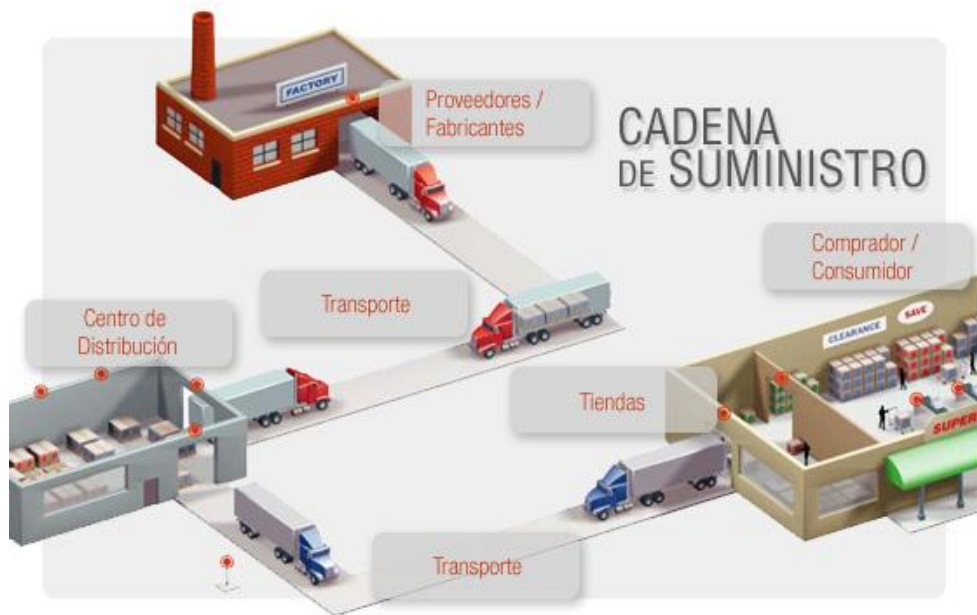 FACTORY
Proveedores /
Fabricantes
CADENA
DE SUMINISTRO
Comprador /
Consumidor
Transporte
Centro de
Distribución
CLEARANCE
SAVE
Tiendas
SUPER
Transporte